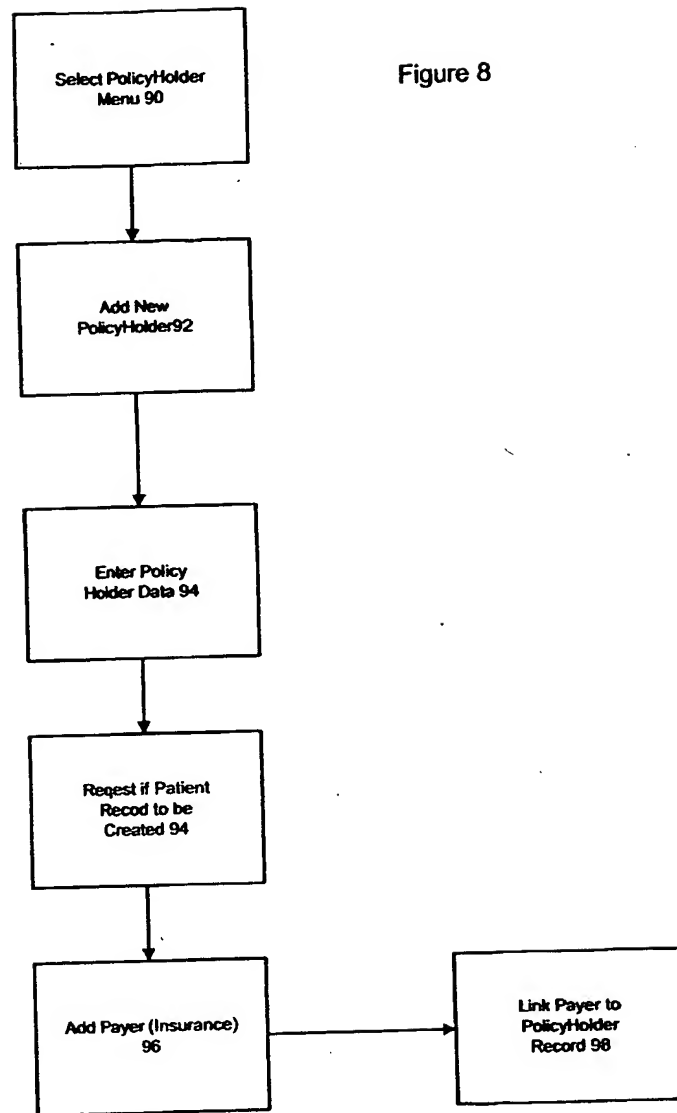 Select PolicyHolder
Menu 90
Figure 8
Add New
PolicyHolder92
Enter Policy
Holder Data 94
Reqest if Patient
Recod to be
Created 94
Add Payer (Insurance)
96
Link Payer to
PolicyHolder
Record 98